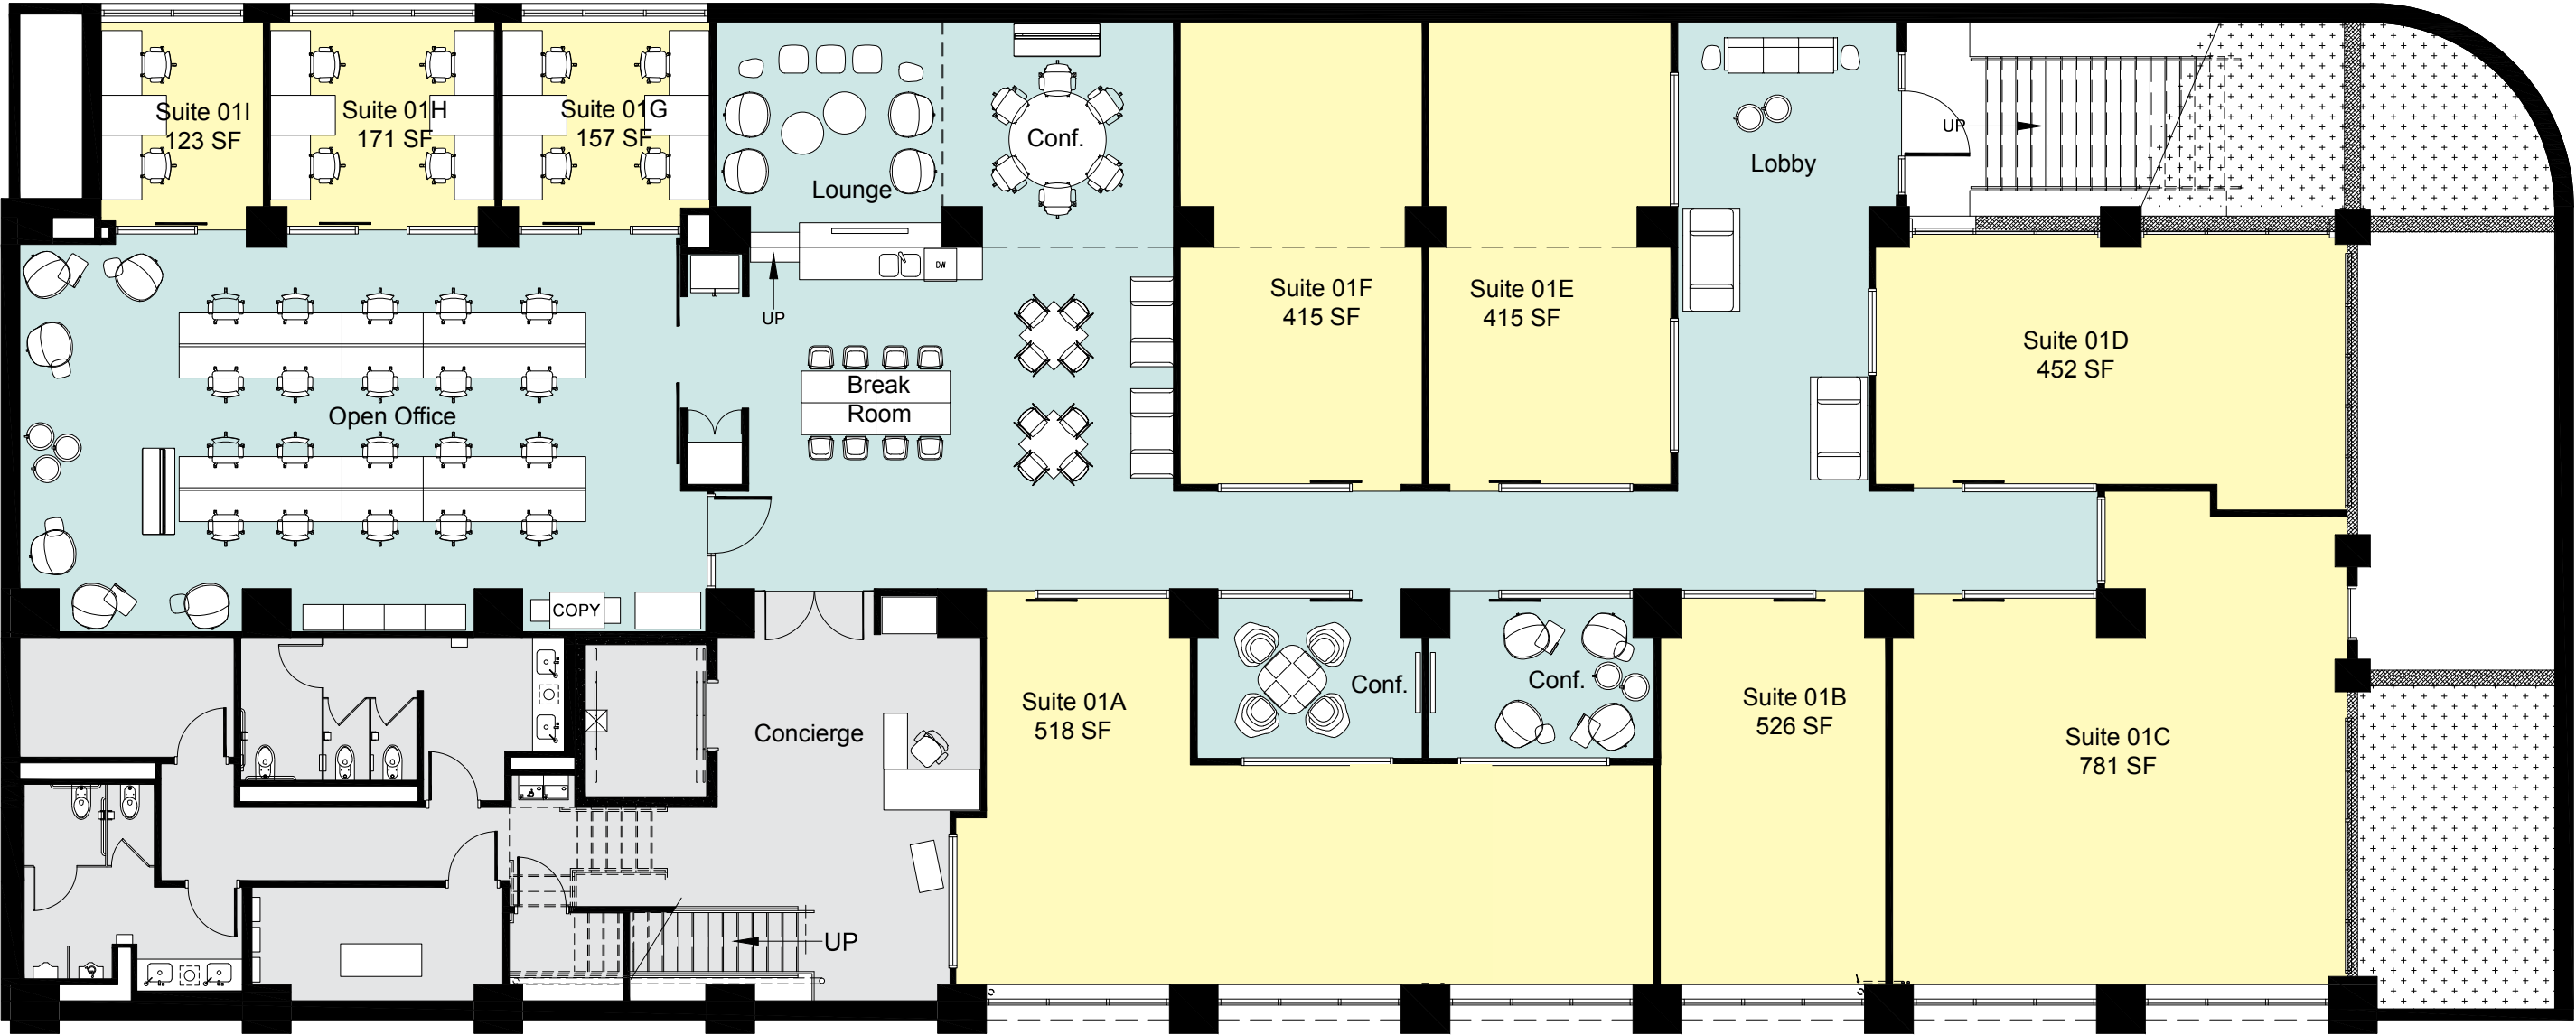 Suite 01I
123 SF
Suite 01H
171 SF
Suite 01G
157 SF
Lounge
Conf.
DW
UP
Suite 01F
415 SF
Suite 01E
415 SF
Lobby
UP
Suite 01D
452 SF
Open Office
Break
Room
COPY
Concierge
UP
Suite 01A
518 SF
Conf.
Conf.
Suite 01B
526 SF
Suite 01C
781 SF